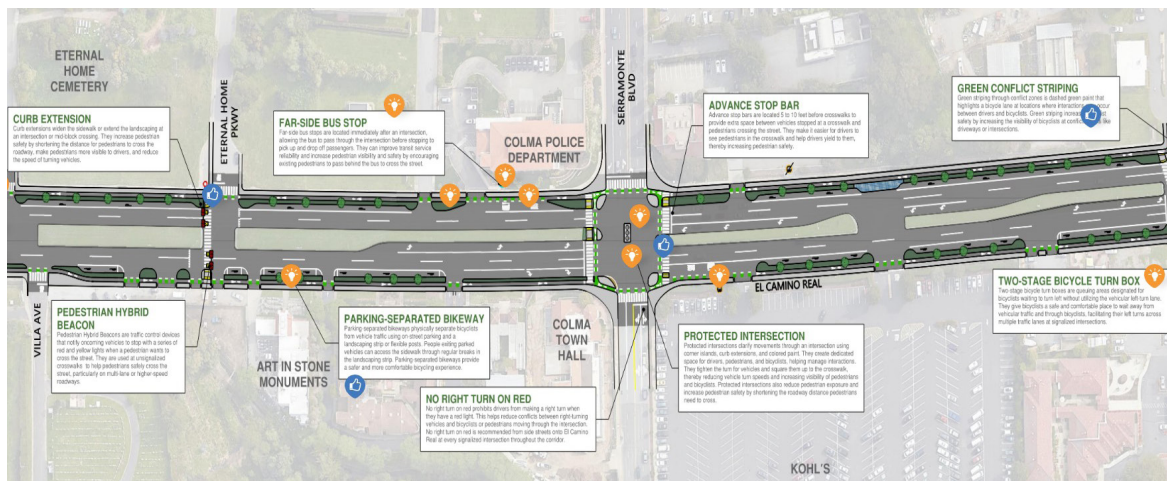 ETERNAL
HOME
CEMETERY
CURB EXTENSION
Curb extensions widen the sidewalk or extend the landscaping at
an intersection or mid-block crossing. They increase pedestrian
safety by shortening the distance for pedestrians to cross the
roadway, make pedestrians more visible to drivers, and reduce
the speed of turning vehicles.
ETERNAL HOME
PKWY
FAR-SIDE BUS STOP
Far-side bus stops are located immediately after an intersection,
allowing the bus to pass through the intersection before stopping to
pick up and drop off passengers. They can improve transit service
reliability and increase pedestrian visibility and safety by encouraging
existing pedestrians to pass behind the bus to cross the street.
COLMA POLICE
DEPARTMENT
SERRAMONTE
BLVD
ADVANCE STOP BAR
Advance stop bars are located 5 to 10 feet before crosswalks to
provide extra space between vehicles stopped at a crosswalk and
pedestrians crossing the street. They make it easier for drivers to
see pedestrians in the crosswalk and help drivers yield to them,
thereby increasing pedestrian safety.
GREEN CONFLICT STRIPING
Green striping through conflict zones is dashed green paint that
highlights a bicycle lane at locations where interactions occur
between drivers and bicyclists. Green striping increases
safety by increasing the visibility of bicyclists at conflict like
driveways or intersections.
VILLA AVE
PEDESTRIAN HYBRID
BEACON
Pedestrian Hybrid Beacons are traffic control devices
that notify oncoming vehicles to stop with a series of
red and yellow lights when a pedestrian wants to
cross the street. They are used at unsignalized
crosswalks to help pedestrians safely cross the
street, particularly on multi-lane or higher-speed
roadways.
ART IN STONE
MONUMENTS
PARKING-SEPARATED BIKEWAY
Parking separated bikeways physically separate bicyclists
from vehicle traffic using on-street parking and a
landscaping strip or flexible posts. People exiting parked
vehicles can access the sidewalk through regular breaks in
the landscaping strip. Parking separated bikeways provide
a safer and more comfortable bicycling experience.
COLMA
TOWN
HALL
NO RIGHT TURN ON RED
No right turn on red prohibits drivers from making a right turn when
they have a red light. This helps reduce conflicts between right-turning
vehicles and bicyclists or pedestrians moving through the intersection.
No right turn on red is recommended from side streets onto El Camino
Real at every signalized intersection throughout the corridor.
EL CAMINO REAL
PROTECTED INTERSECTION
Protected intersections clarify movements through an intersection using
corner islands, curb extensions, and colored paint. They create dedicated
space for drivers, pedestrians, and bicyclists, helping manage interactions.
They tighten the turn for vehicles and square them up to the crosswalk,
thereby reducing vehicle turn speeds and increasing visibility of pedestrians
and bicyclists. Protected intersections also reduce pedestrian exposure and
increase pedestrian safety by shortening the roadway distance pedestrians
need to cross.
TWO-STAGE BICYCLE TURN BOX
Two-stage bicycle turn boxes are queuing areas designated for
bicyclists waiting to turn left without utilizing the vehicular left-turn lane.
They give bicyclists a safe and comfortable place to wait away from
vehicular traffic and through bicyclists, facilitating their left turns across
multiple traffic lanes at signalized intersections.
KOHL'S